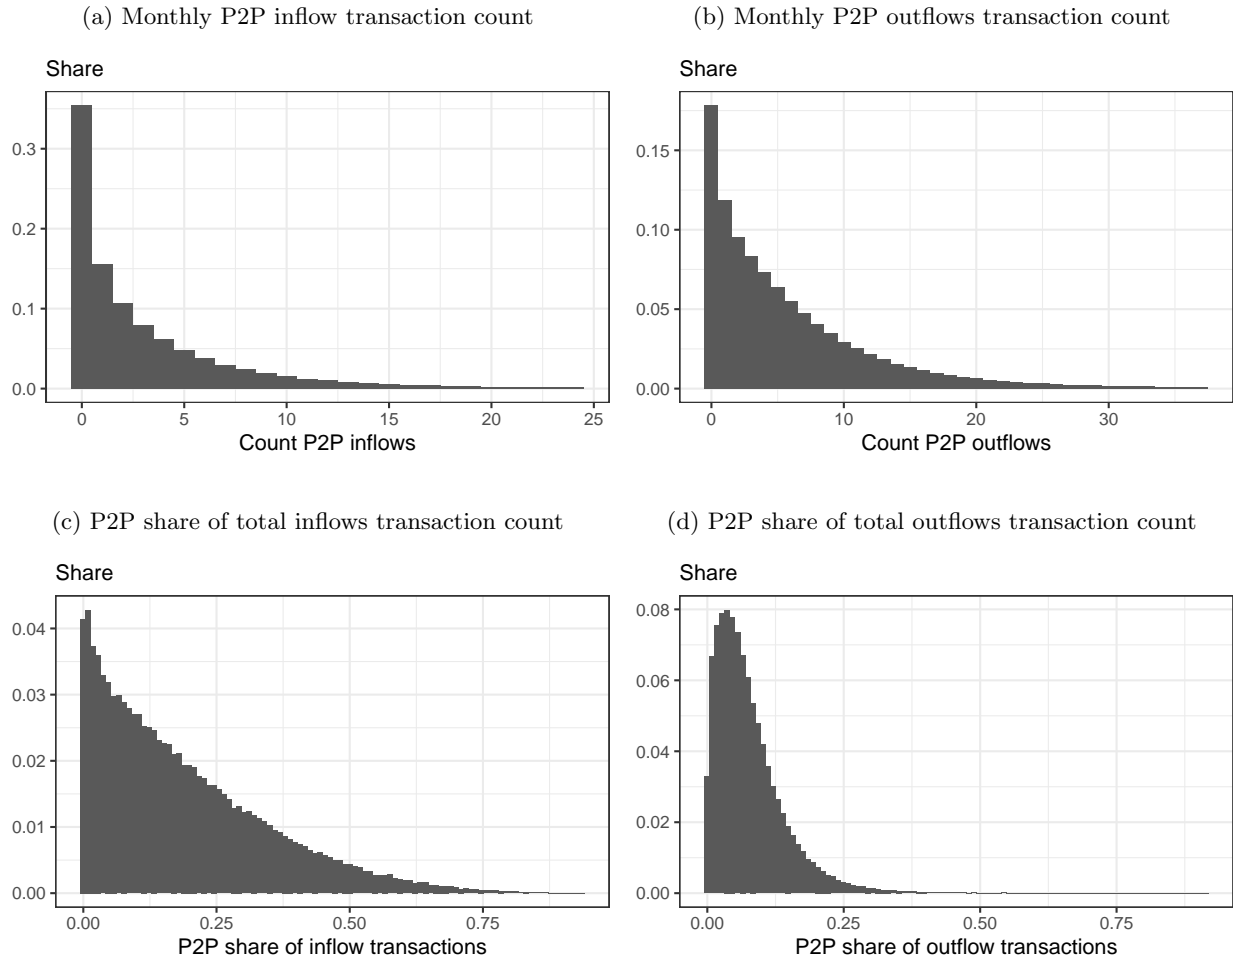 (a) Monthly P2P inflow transaction count
Share
0.3
0.2
0.1
0.0
0 5 10 15 20 25
Count P2P inflows
(b) Monthly P2P outflows transaction count
Share
0.15
0.10
0.05
0.00
0 10 20 30
Count P2P outflows
(c) P2P share of total inflows transaction count
Share
0.04
0.03
0.02
0.01
0.00
0.00 0.25 0.50 0.75
P2P share of inflow transactions
(d) P2P share of total outflows transaction count
Share
0.08
0.06
0.04
0.02
0.00
0.00 0.25 0.50 0.75
P2P share of outflow transactions